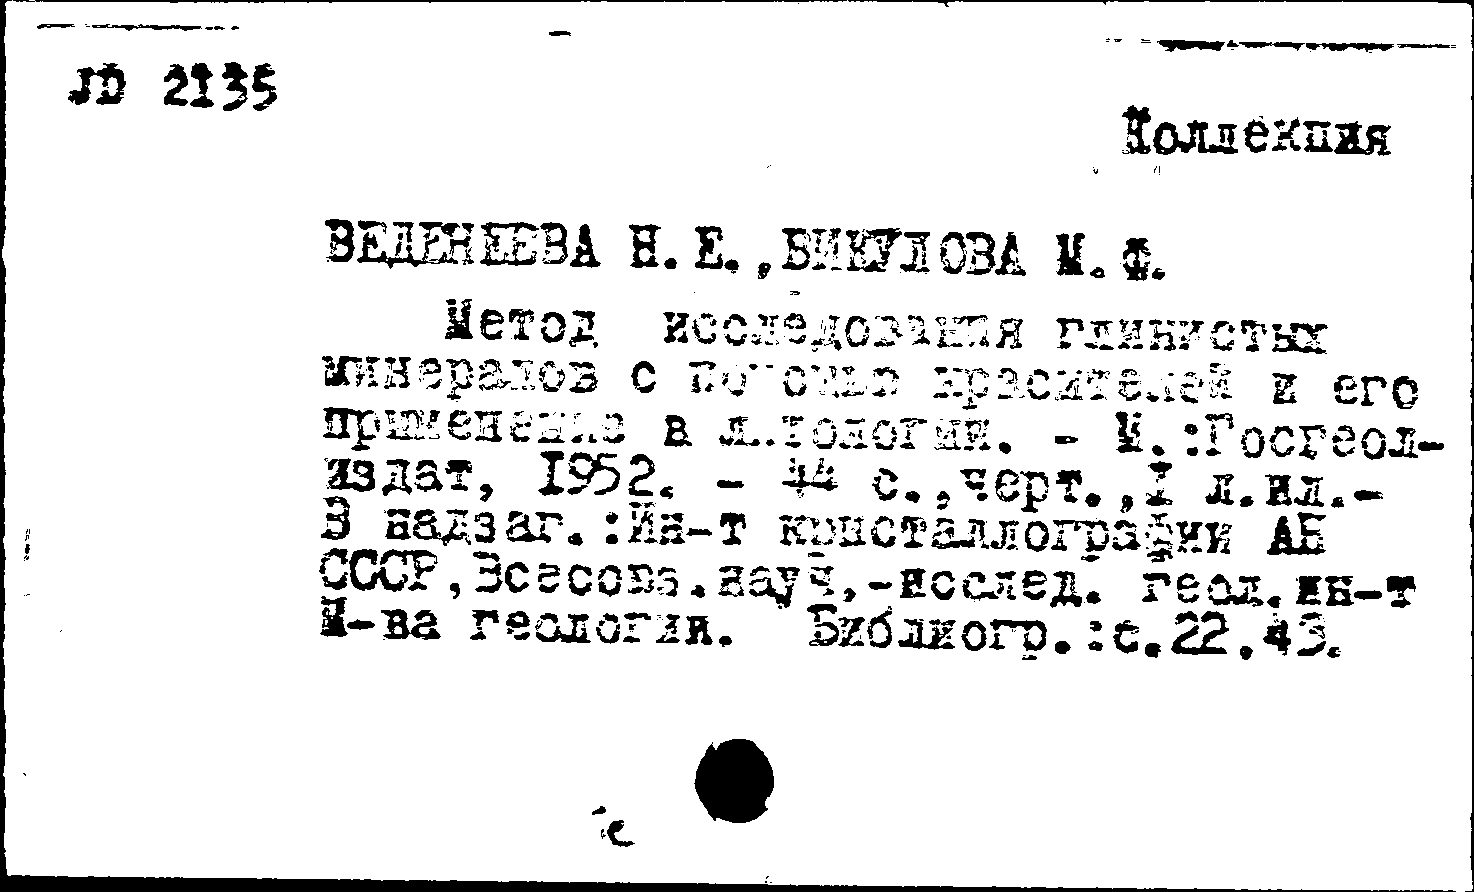 JD 2135
Коллекция
ВЕДЕНЕЕВА Н.Е.,ВИКУЛОВА М.Ф.
Метод исследования глинистых
минералов с помощью красителей и его
применение в литологии. - М.:Госгеол-
издат, 1952. - 44 с.,черт.,1 л.ил.-
В надзаг.:Ин-т кристаллографии АН
СССР,Всесоюз.науч.-исслед. геол.ин-т
М-ва геологии. Библиогр.:с.22,43.